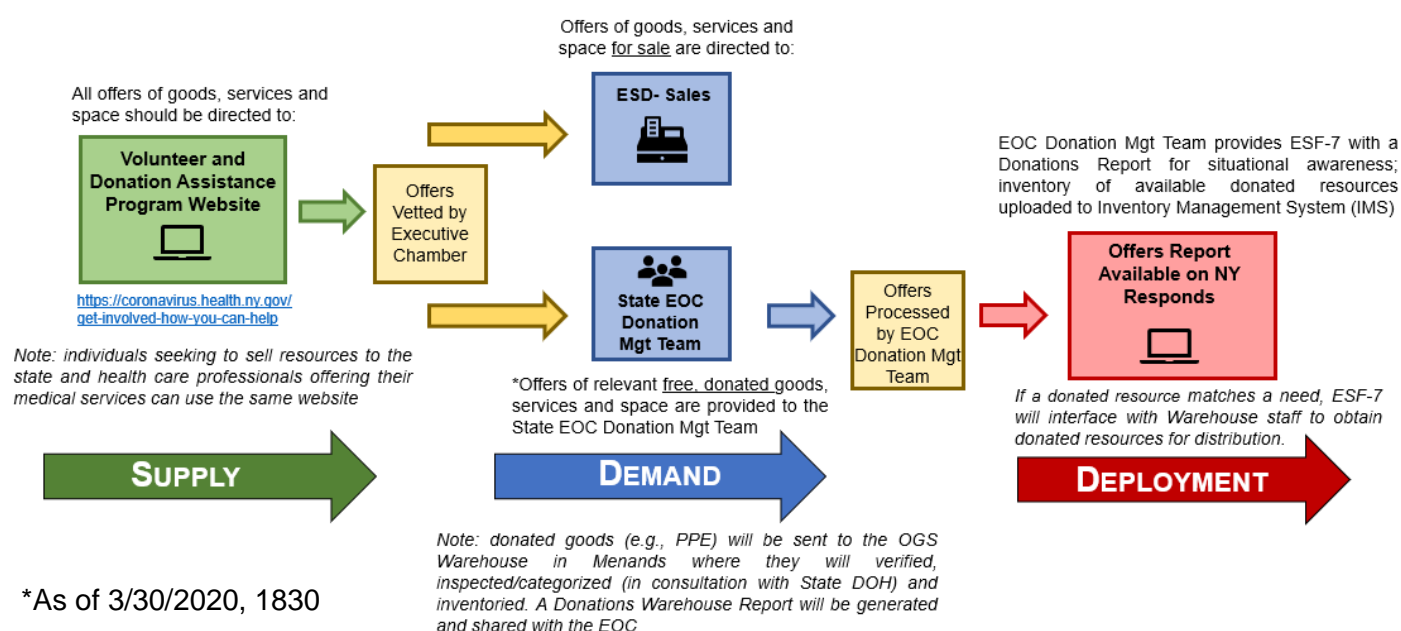 All offers of goods, services and
space should be directed to:
Volunteer and
Donation Assistance
Program Website
https://coronavirus.health.ny.gov/
get-involved-how-you-can-help
Note: individuals seeking to sell resources to the
state and health care professionals offering their
medical services can use the same website
SUPPLY
*As of 3/30/2020, 1830
Offers
Vetted by
Executive
Chamber
Offers of goods, services and
space for sale are directed to:
ESD- Sales
State EOC
Donation
Mgt Team
*Offers of relevant free, donated goods,
services and space are provided to the
State EOC Donation Mgt Team
DEMAND
Note: donated goods (e.g., PPE) will be sent to the OGS
Warehouse in Menands where they will verified,
inspected/categorized (in consultation with State DOH) and
inventoried. A Donations Warehouse Report will be generated
and shared with the EOC
Offers
Processed
by EOC
Donation Mgt
Team
EOC Donation Mgt Team provides ESF-7 with a
Donations Report for situational awareness;
inventory of available donated resources
uploaded to Inventory Management System (IMS)
Offers Report
Available on NY
Responds
If a donated resource matches a need, ESF-7
will interface with Warehouse staff to obtain
donated resources for distribution.
DEPLOYMENT